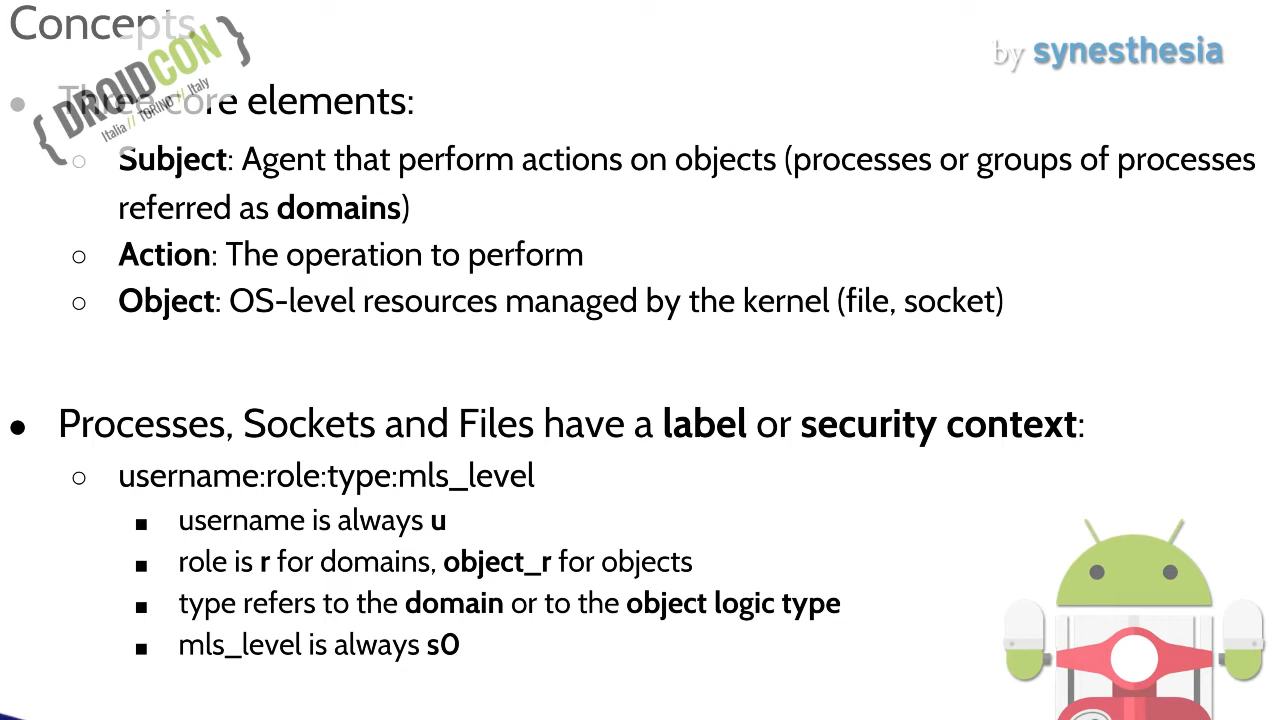 Concepts
{ DROIDCON }
Italia // TORINO // Italy
by synesthesia
● Three core elements:
○ Subject: Agent that perform actions on objects (processes or groups of processes
referred as domains)
○ Action: The operation to perform
○ Object: OS-level resources managed by the kernel (file, socket)
● Processes, Sockets and Files have a label or security context:
○ username:role:type:mls_level
■ username is always u
■ role is r for domains, object_r for objects
■ type refers to the domain or to the object logic type
■ mls_level is always s0